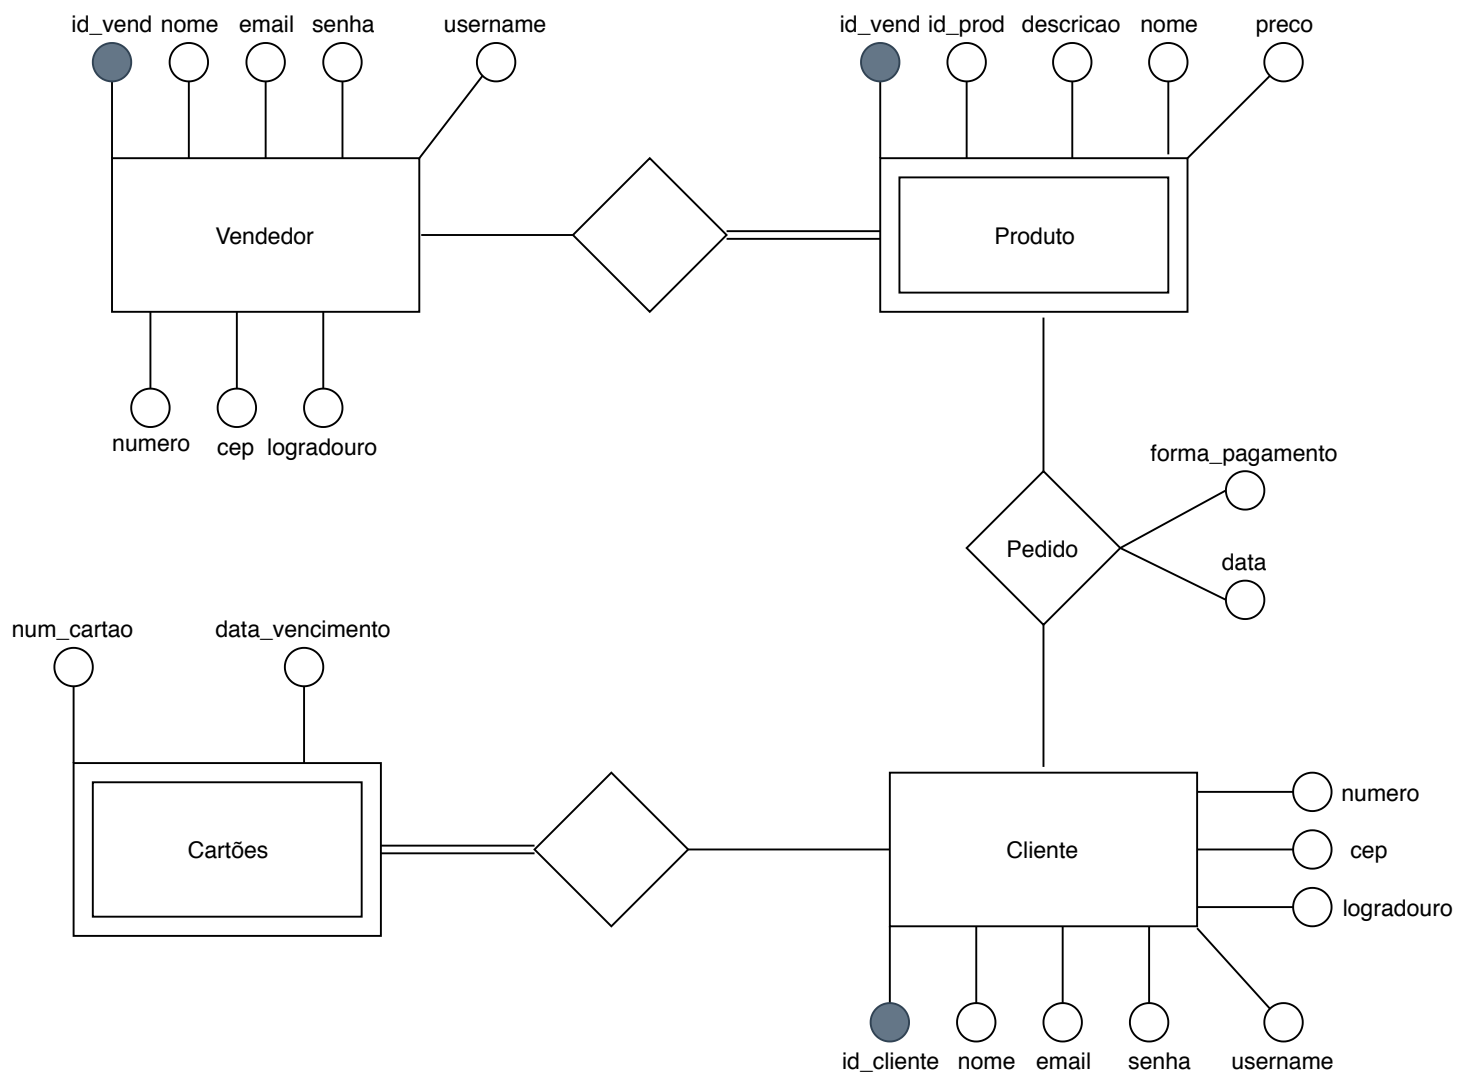 id_vend nome email senha username
id_vend id_prod descricao nome preco
Vendedor
Produto
numero cep logradouro
forma_pagamento
Pedido
data
num_cartao data_vencimento
Cartões
Cliente
numero
cep
logradouro
id_cliente nome email senha username